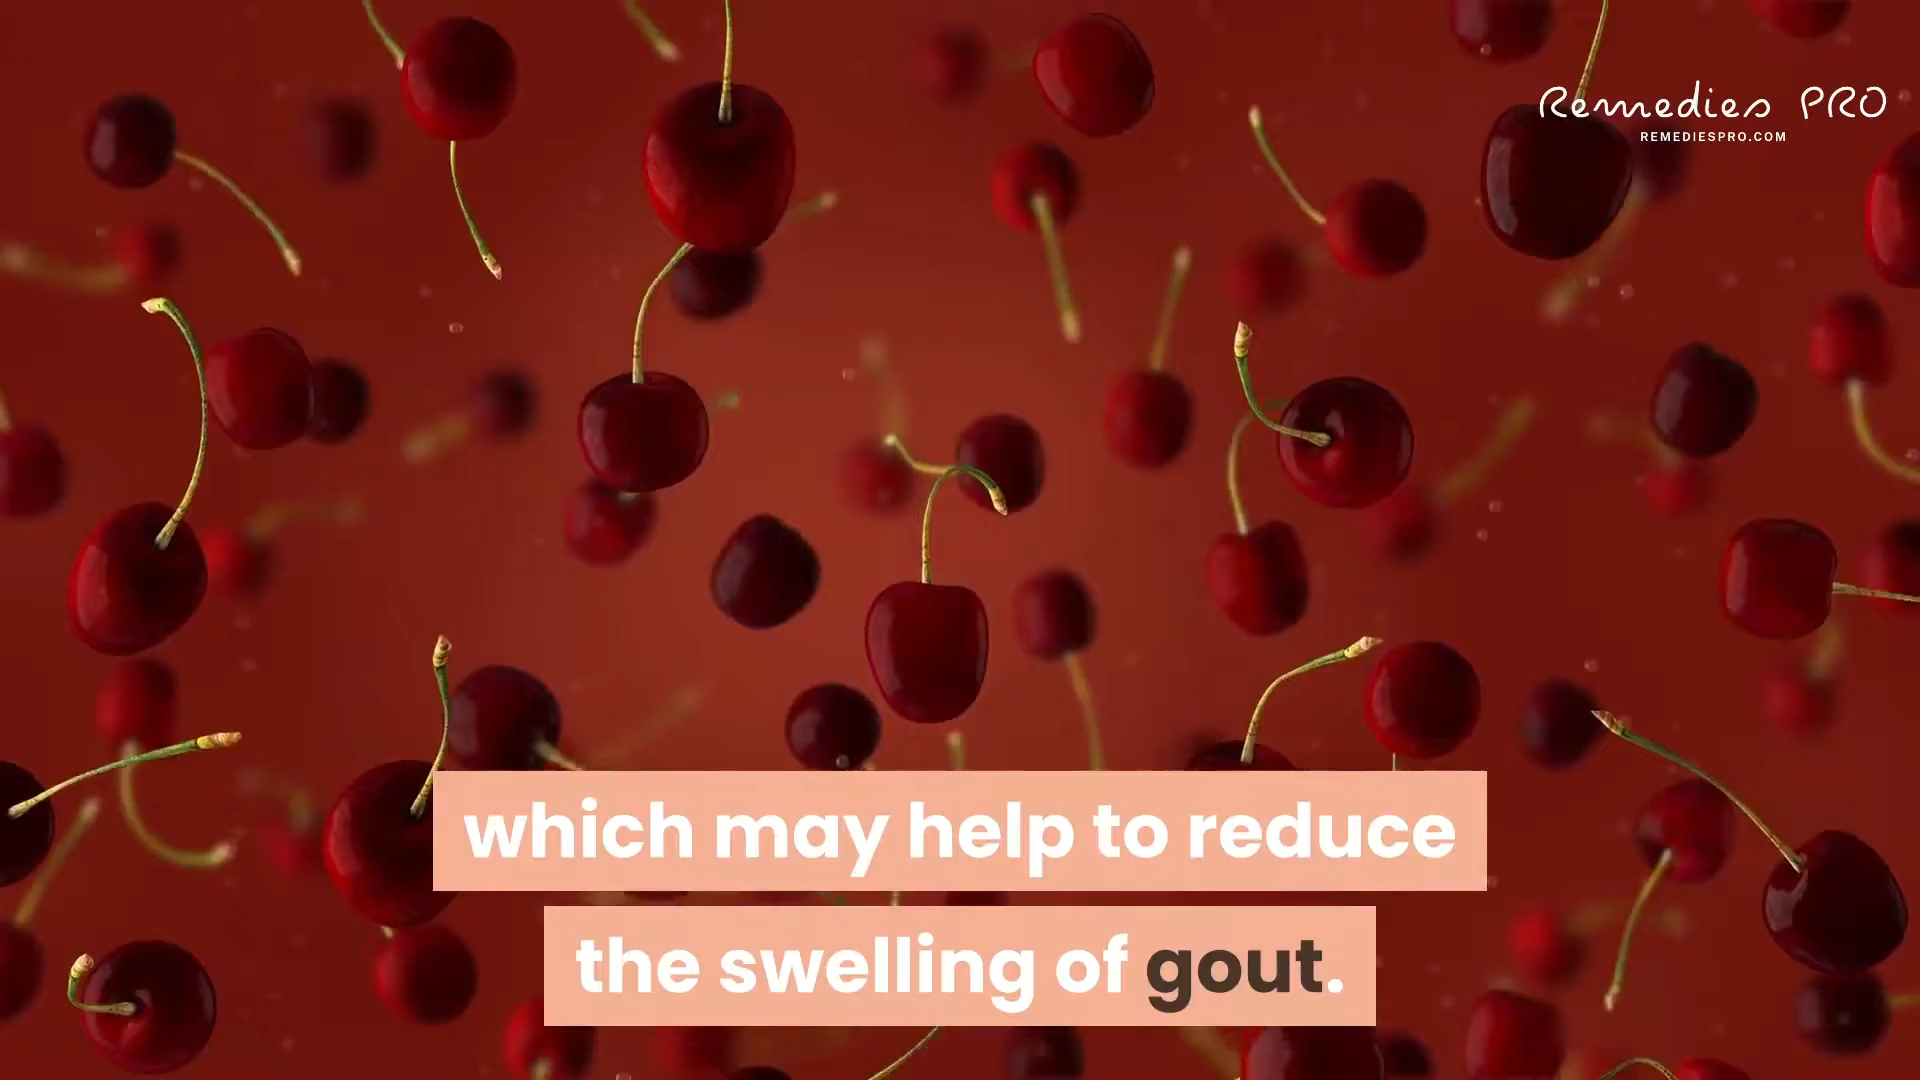 Remedies PRO
REMEDIESPRO.COM
which may help to reduce
the swelling of gout.